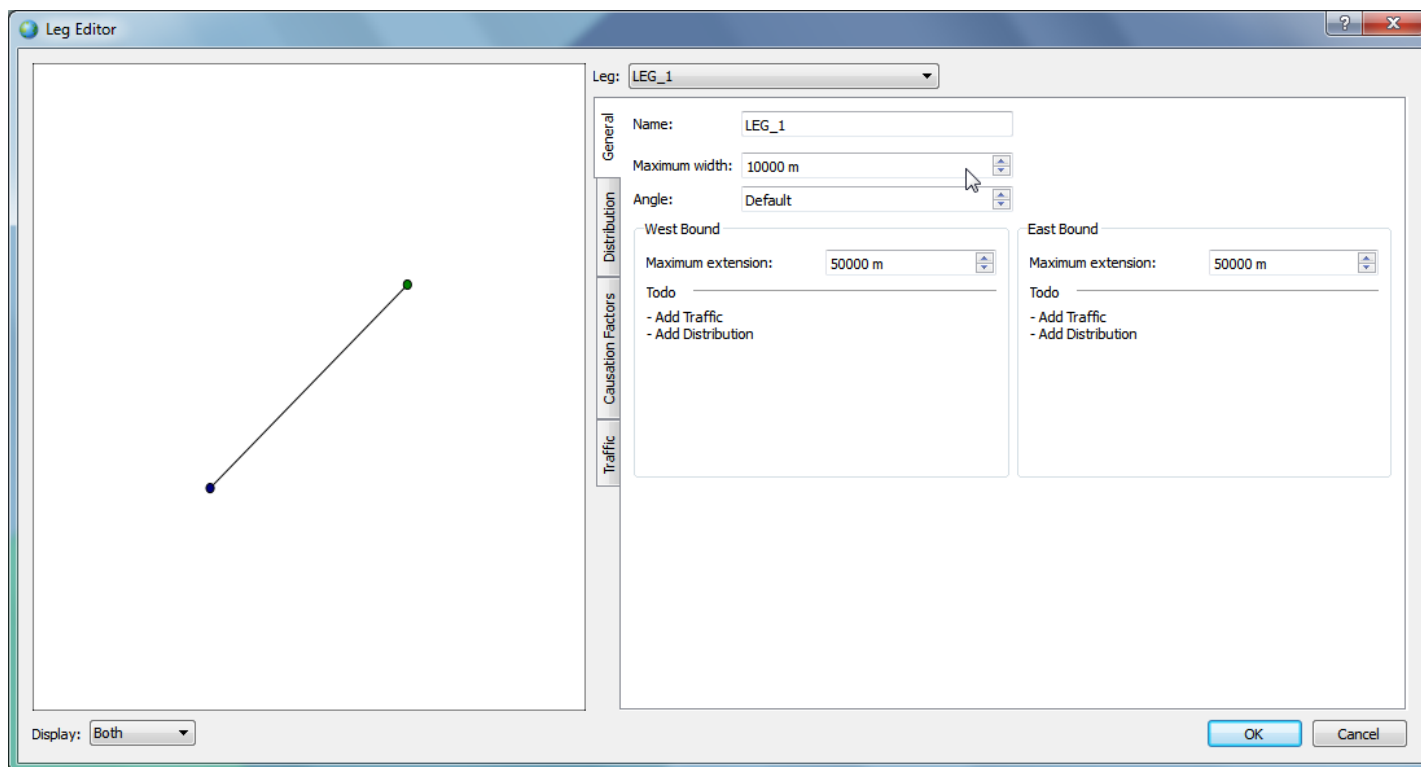 Leg Editor
Leg: LEG_1
General
Distribution
Causation Factors
Traffic
Name: LEG_1
Maximum width: 10000 m
Angle: Default
West Bound
Maximum extension: 50000 m
Todo
- Add Traffic
- Add Distribution
East Bound
Maximum extension: 50000 m
Todo
- Add Traffic
- Add Distribution
Display: Both
OK Cancel